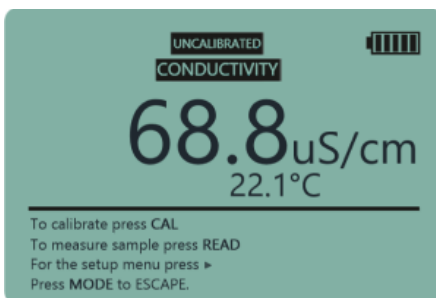 UNCALIBRATED
CONDUCTIVITY
68.8uS/cm
22.1°C
To calibrate press CAL
To measure sample press READ
For the setup menu press ►
Press MODE to ESCAPE.